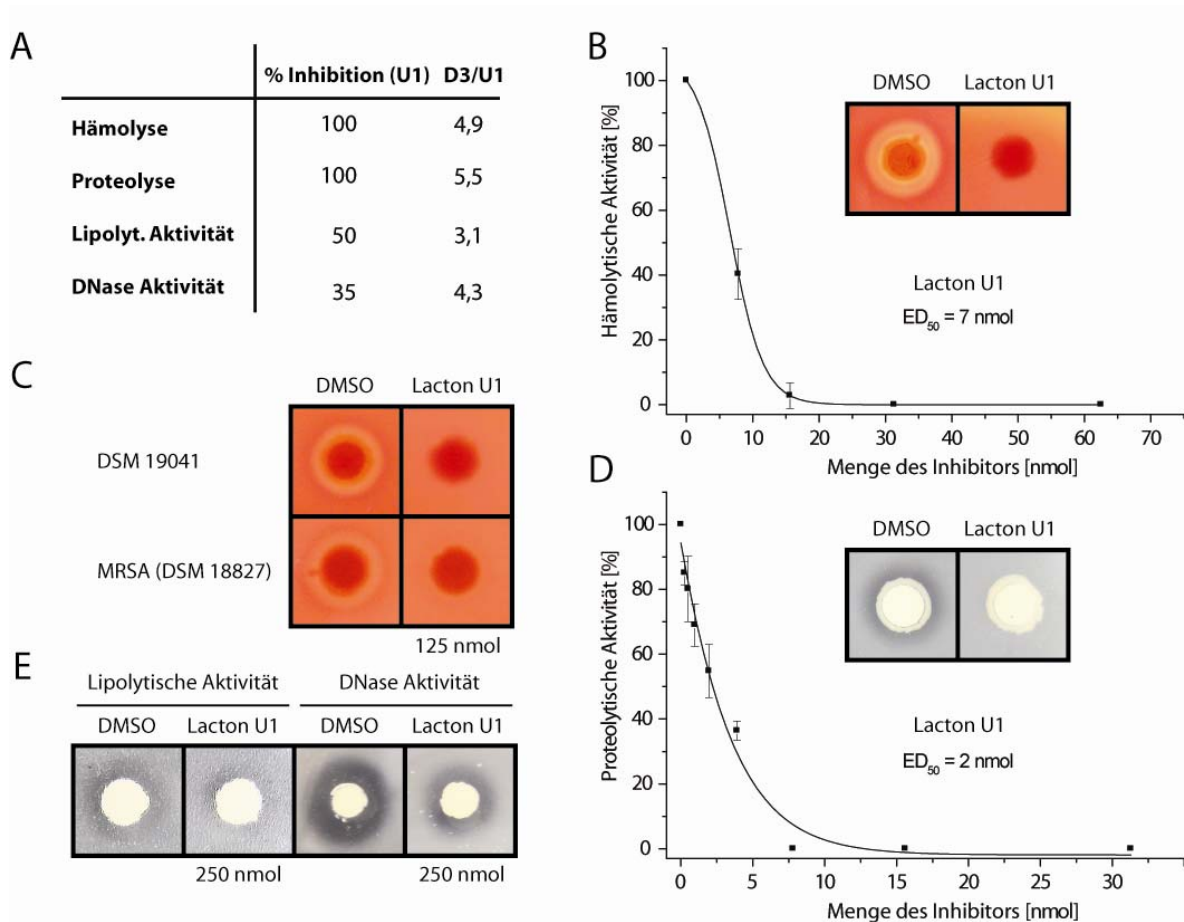 A
% Inhibition (U1) D3/U1
Hämolyse 100 4,9
Proteolyse 100 5,5
Lipolyt. Aktivität 50 3,1
DNase Aktivität 35 4,3
B
Hämolytische Aktivität [%]
100
80
60
40
20
0
DMSO Lacton U1
Lacton U1
ED50 = 7 nmol
0 10 20 30 40 50 60 70
Menge des Inhibitors [nmol]
C
DMSO Lacton U1
DSM 19041
MRSA (DSM 18827)
125 nmol
D
Proteolytische Aktivität [%]
100
80
60
40
20
0
DMSO Lacton U1
Lacton U1
ED50 = 2 nmol
0 5 10 15 20 25 30
Menge des Inhibitors [nmol]
E
Lipolytische Aktivität DNase Aktivität
DMSO Lacton U1 DMSO Lacton U1
250 nmol 250 nmol